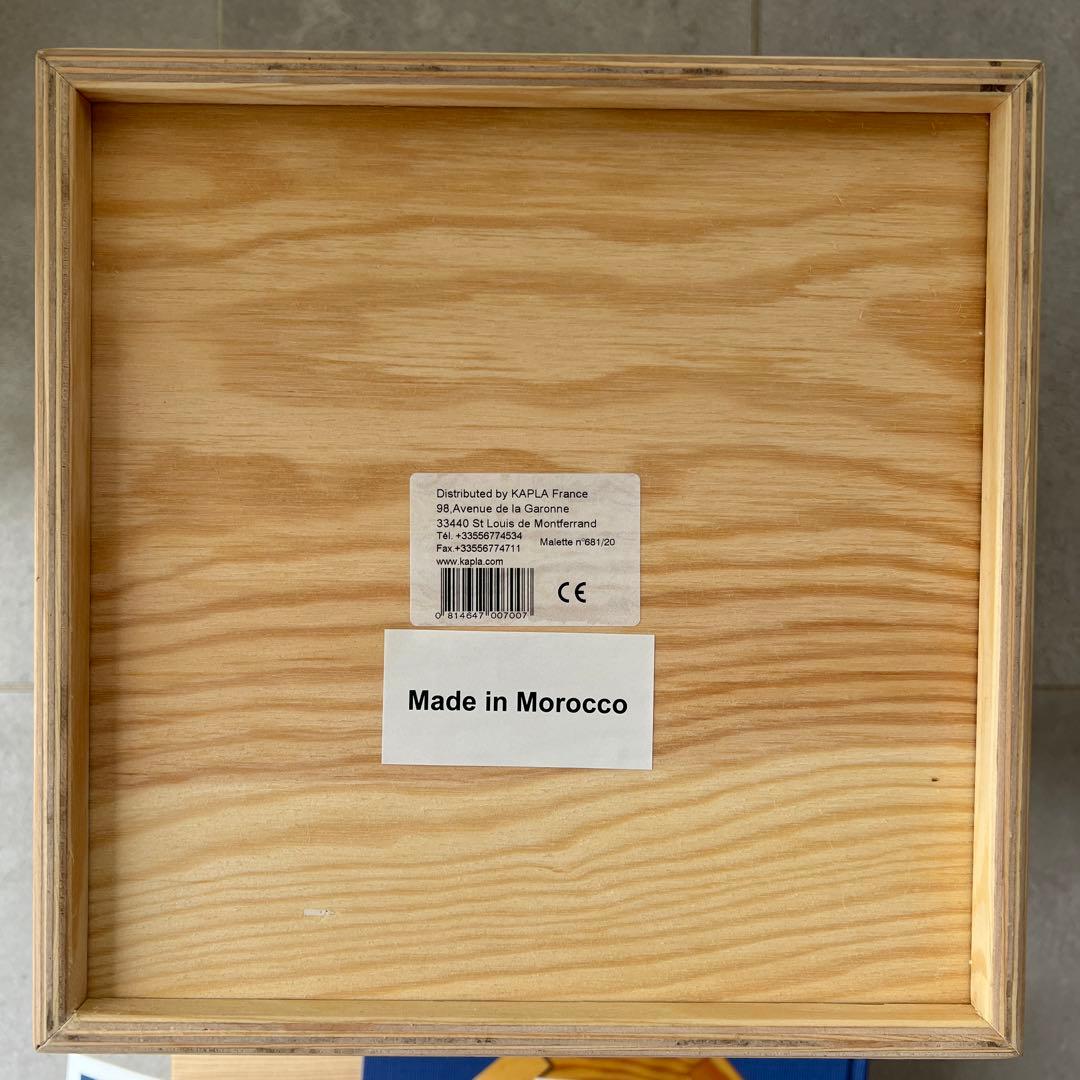 Distributed by KAPLA France
98,Avenue de la Garonne
33440 St Louis de Montferrand
Tél. +33556774534
Fax.+33556774711
Malette n°681/20
www.kapla.com
CE
0 814647 007007
Made in Morocco